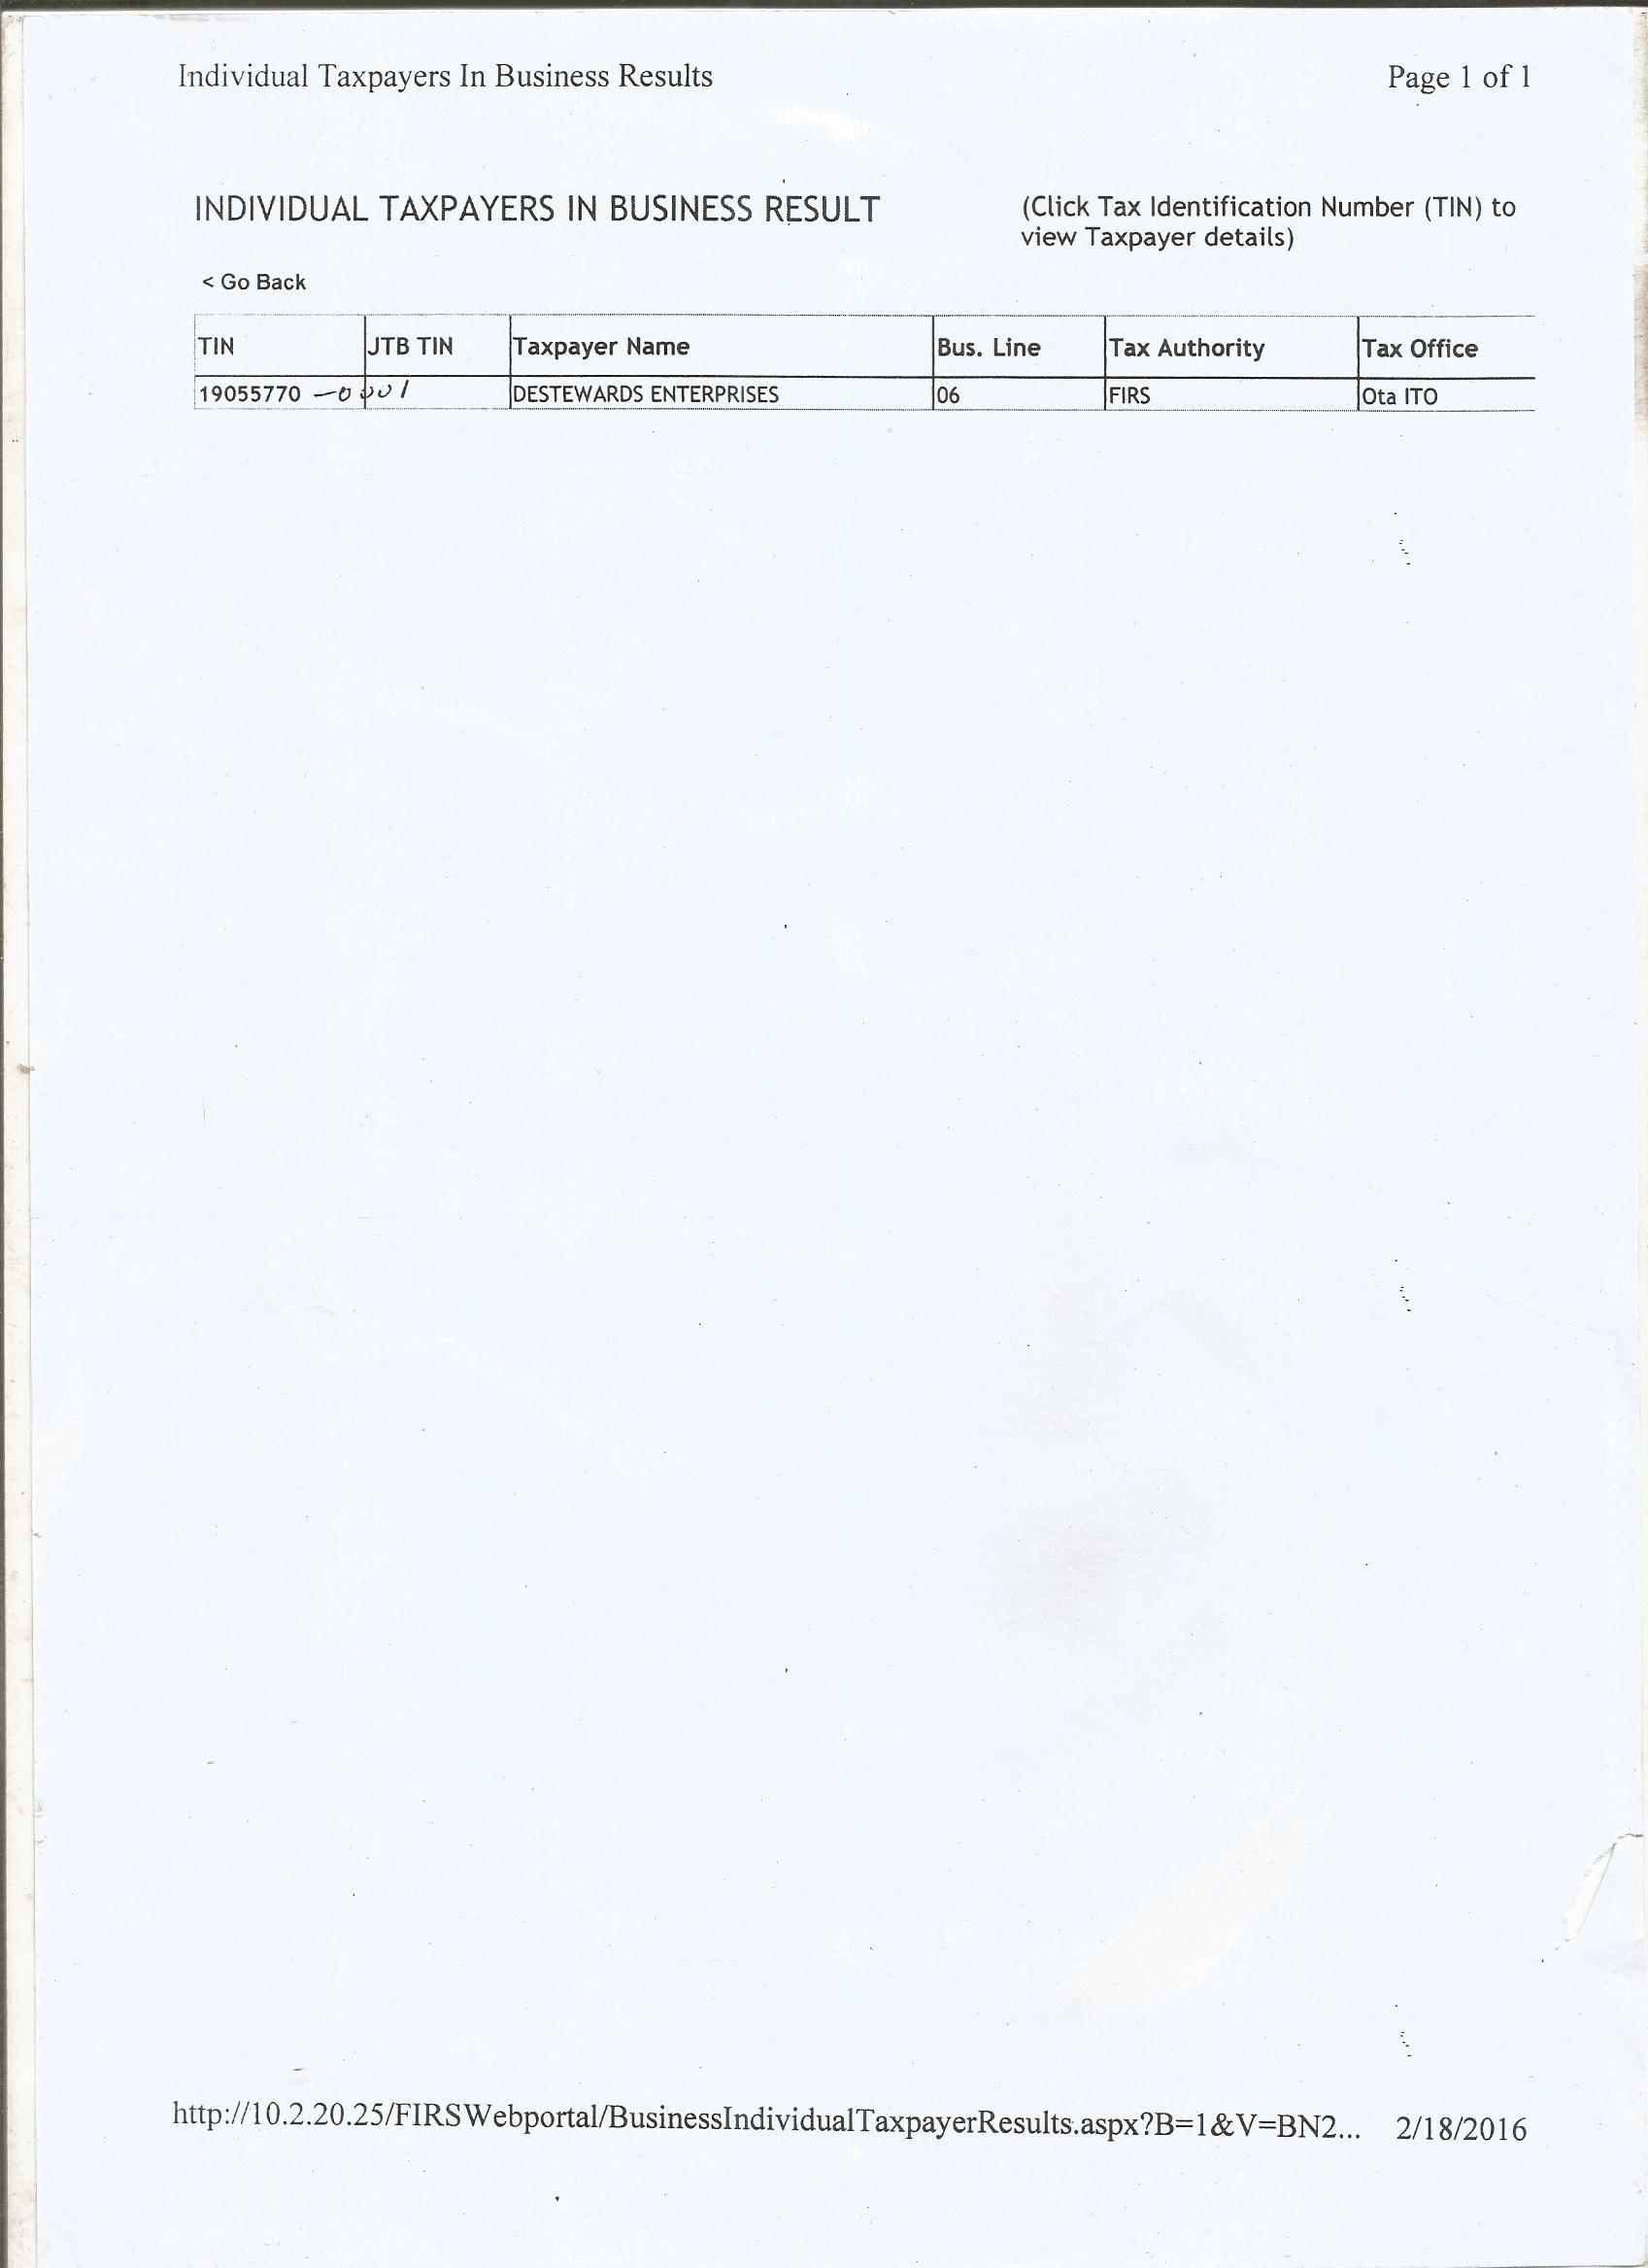 Individual Taxpayers In Business Results Page 1 of 1
INDIVIDUAL TAXPAYERS IN BUSINESS RESULT (Click Tax Identification Number (TIN) to
view Taxpayer details)
< Go Back
TIN JTB TIN Taxpayer Name Bus. Line Tax Authority Tax Office
19055770 -0001 DESTEWARDS ENTERPRISES 06 FIRS Ota ITO
http://10.2.20.25/FIRSWebportal/BusinessIndividualTaxpayerResults.aspx?B=1&V=BN2... 2/18/2016